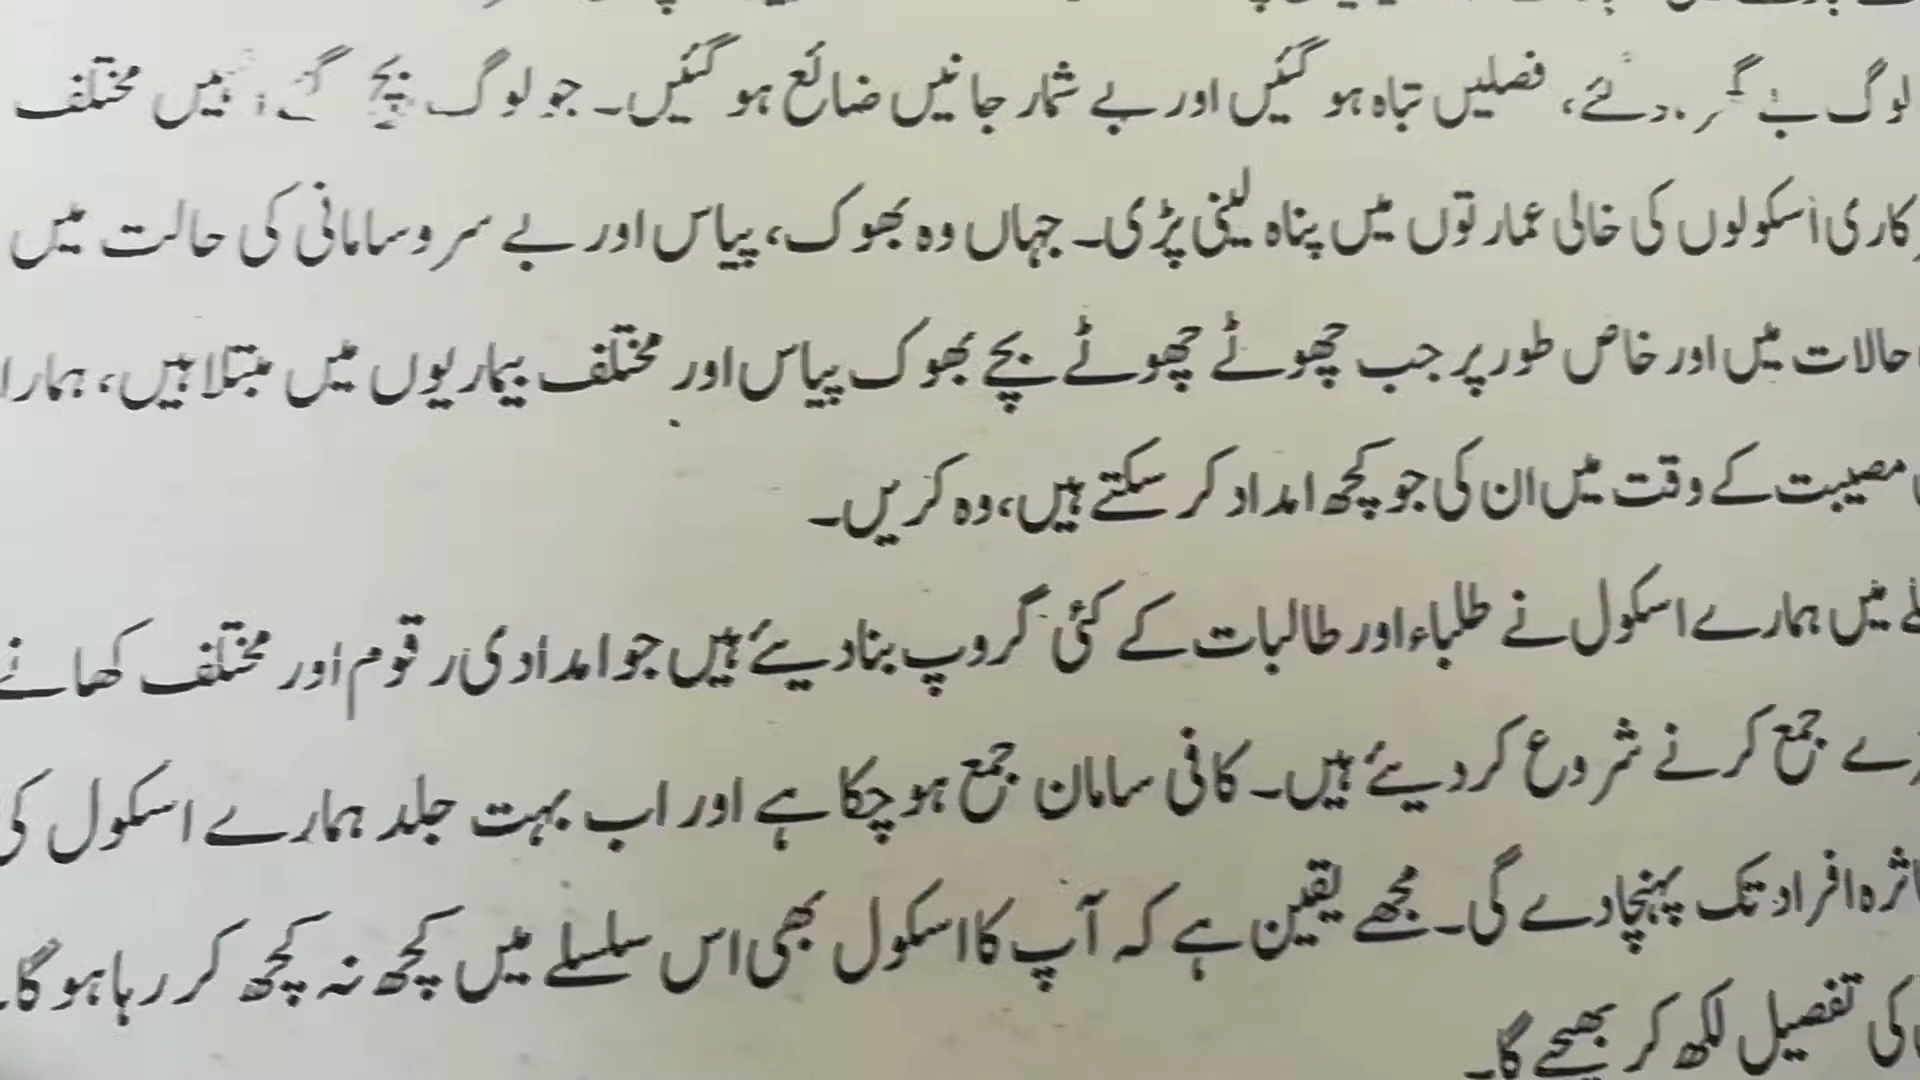 لوگ بے گھر ہو گئے، فصلیں تباہ ہو گئیں اور بے شمار جانیں ضائع ہو گئیں۔ جو لوگ بچ گئے، انہیں مختلف
کاری اسکولوں کی خالی عمارتوں میں پناہ لینی پڑی۔ جہاں وہ بھوک، پیاس اور بے سروسامانی کی حالت میں
حالات میں اور خاص طور پر جب چھوٹے چھوٹے بچے بھوک پیاس اور مختلف بیماریوں میں مبتلا ہیں، ہمارا
مصیبت کے وقت میں ان کی جو کچھ امداد کر سکتے ہیں، وہ کریں۔
میں ہمارے اسکول نے طلباء اور طالبات کے کئی گروپ بنا دیئے ہیں جو امدادی رقوم اور مختلف کھانے
جمع کرنے شروع کر دیئے ہیں۔ کافی سامان جمع ہو چکا ہے اور اب بہت جلد ہمارے اسکول کی
اثرہ افراد تک پہنچا دے گی۔ مجھے یقین ہے کہ آپ کا اسکول بھی اس سلسلے میں کچھ نہ کچھ کر رہا ہو گا۔
کی تفصیل لکھ کر بھیجے گا۔